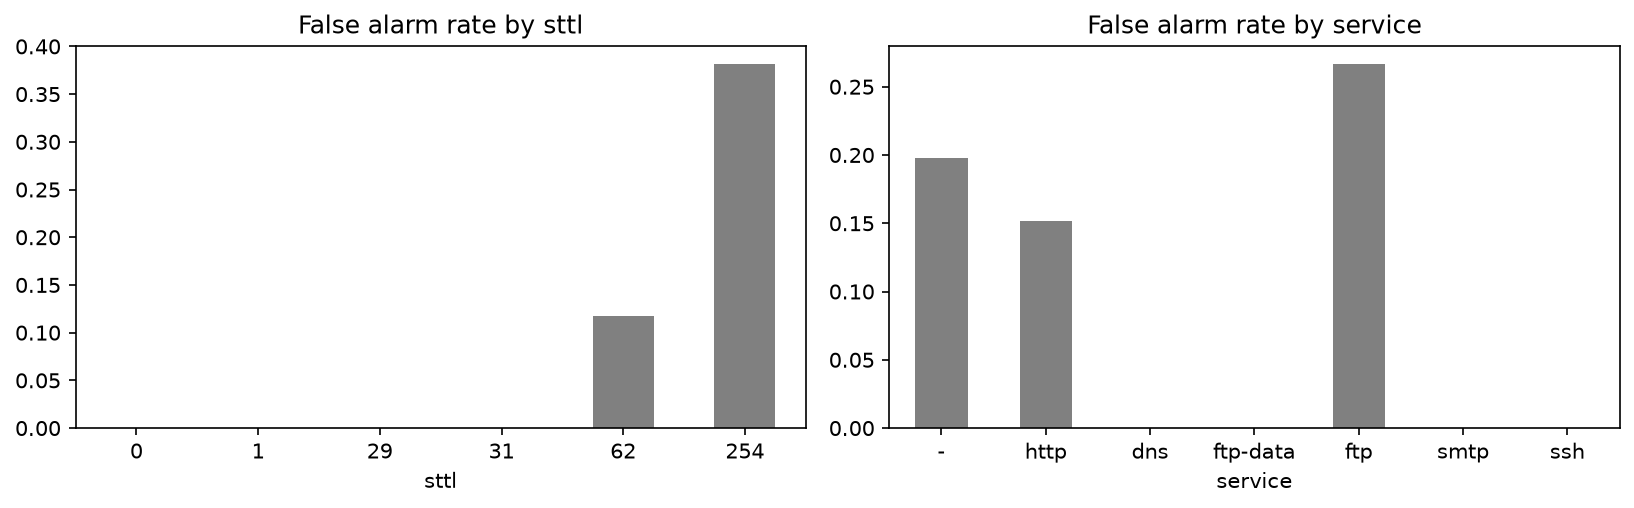 False alarm rate by sttl
0.40
0.35
0.30
0.25
0.20
0.15
0.10
0.05
0.00
0 1 29 31 62 254
sttl
False alarm rate by service
0.25
0.20
0.15
0.10
0.05
0.00
- http dns ftp-data ftp smtp ssh
service